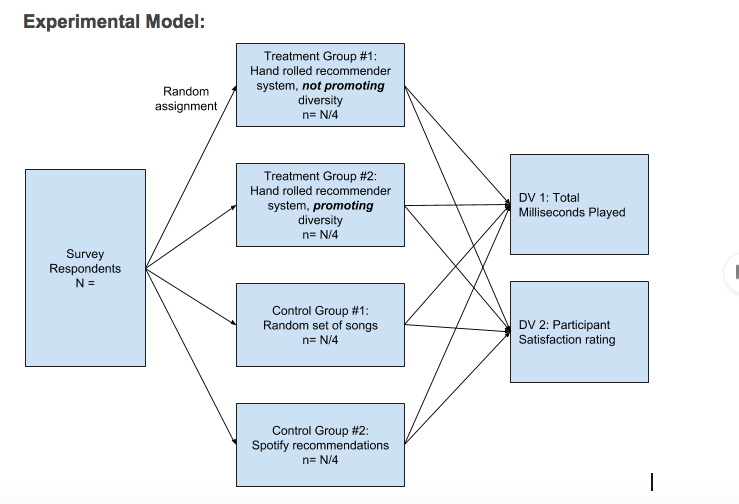 Experimental Model:
Random
assignment
Treatment Group #1:
Hand rolled recommender
system, not promoting
diversity
n= N/4
Treatment Group #2:
Hand rolled recommender
system, promoting
diversity
n= N/4
Survey
Respondents
N =
Control Group #1:
Random set of songs
n= N/4
Control Group #2:
Spotify recommendations
n= N/4
DV 1: Total
Milliseconds Played
DV 2: Participant
Satisfaction rating